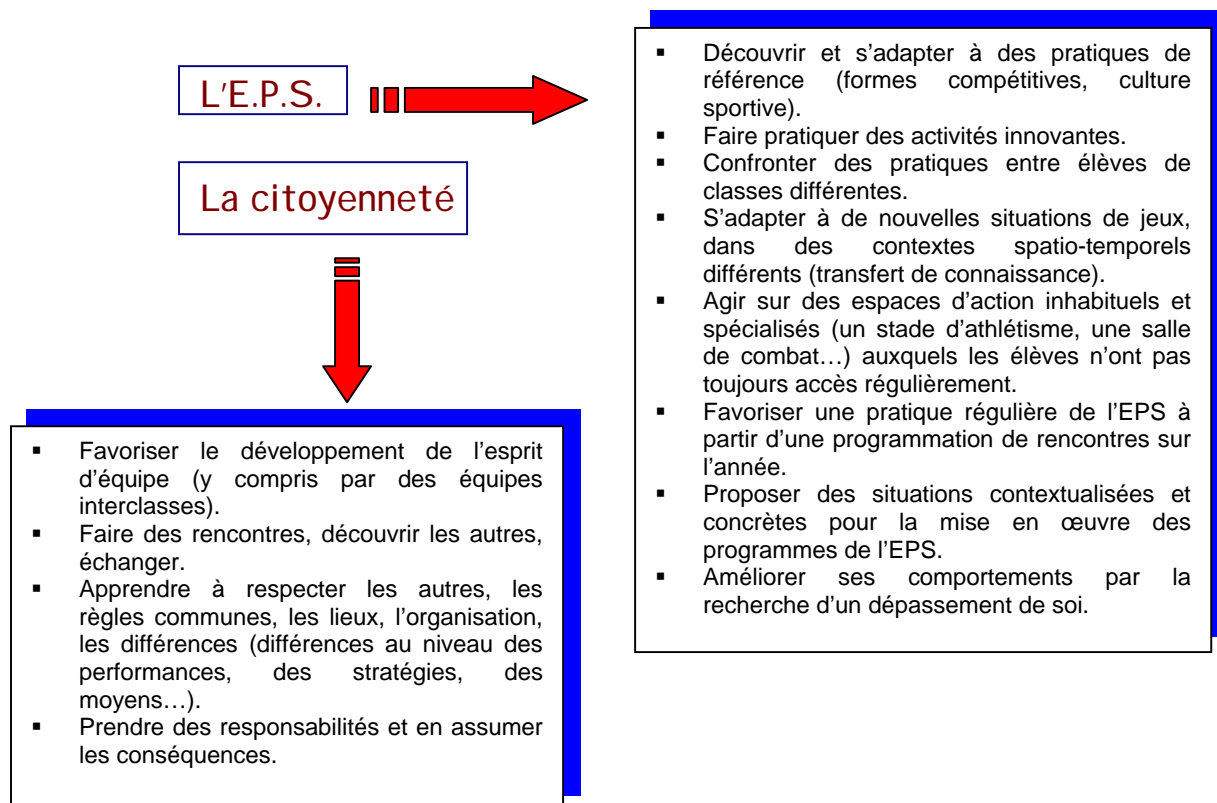 L'E.P.S.
La citoyenneté
▪ Découvrir et s'adapter à des pratiques de
référence (formes compétitives, culture
sportive).
▪ Faire pratiquer des activités innovantes.
▪ Confronter des pratiques entre élèves de
classes différentes.
▪ S'adapter à de nouvelles situations de jeux,
dans des contextes spatio-temporels
différents (transfert de connaissance).
▪ Agir sur des espaces d'action inhabituels et
spécialisés (un stade d'athlétisme, une salle
de combat…) auxquels les élèves n'ont pas
toujours accès régulièrement.
▪ Favoriser une pratique régulière de l'EPS à
partir d'une programmation de rencontres sur
l'année.
▪ Proposer des situations contextualisées et
concrètes pour la mise en œuvre des
programmes de l'EPS.
▪ Améliorer ses comportements par la
recherche d'un dépassement de soi.
▪ Favoriser le développement de l'esprit
d'équipe (y compris par des équipes
interclasses).
▪ Faire des rencontres, découvrir les autres,
échanger.
▪ Apprendre à respecter les autres, les
règles communes, les lieux, l'organisation,
les différences (différences au niveau des
performances, des stratégies, des
moyens…).
▪ Prendre des responsabilités et en assumer
les conséquences.